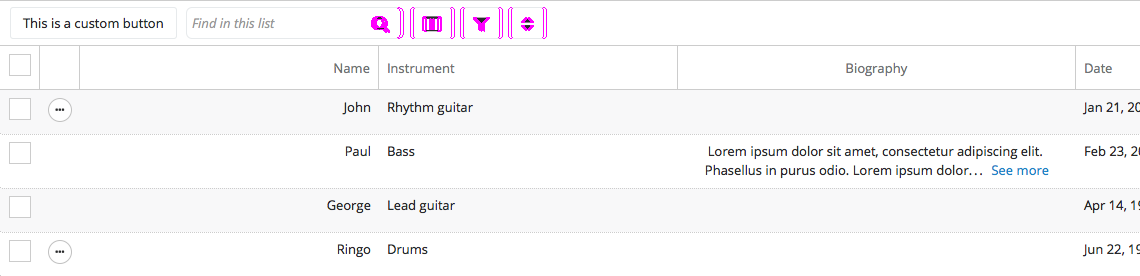 This is a custom button Find in this list
Name Instrument Biography Date
John Rhythm guitar Jan 21, 20
Paul Bass Lorem ipsum dolor sit amet, consectetur adipiscing elit. Feb 23, 20
Phasellus in purus odio. Lorem ipsum dolor... See more
George Lead guitar Apr 14, 19
Ringo Drums Jun 22, 19